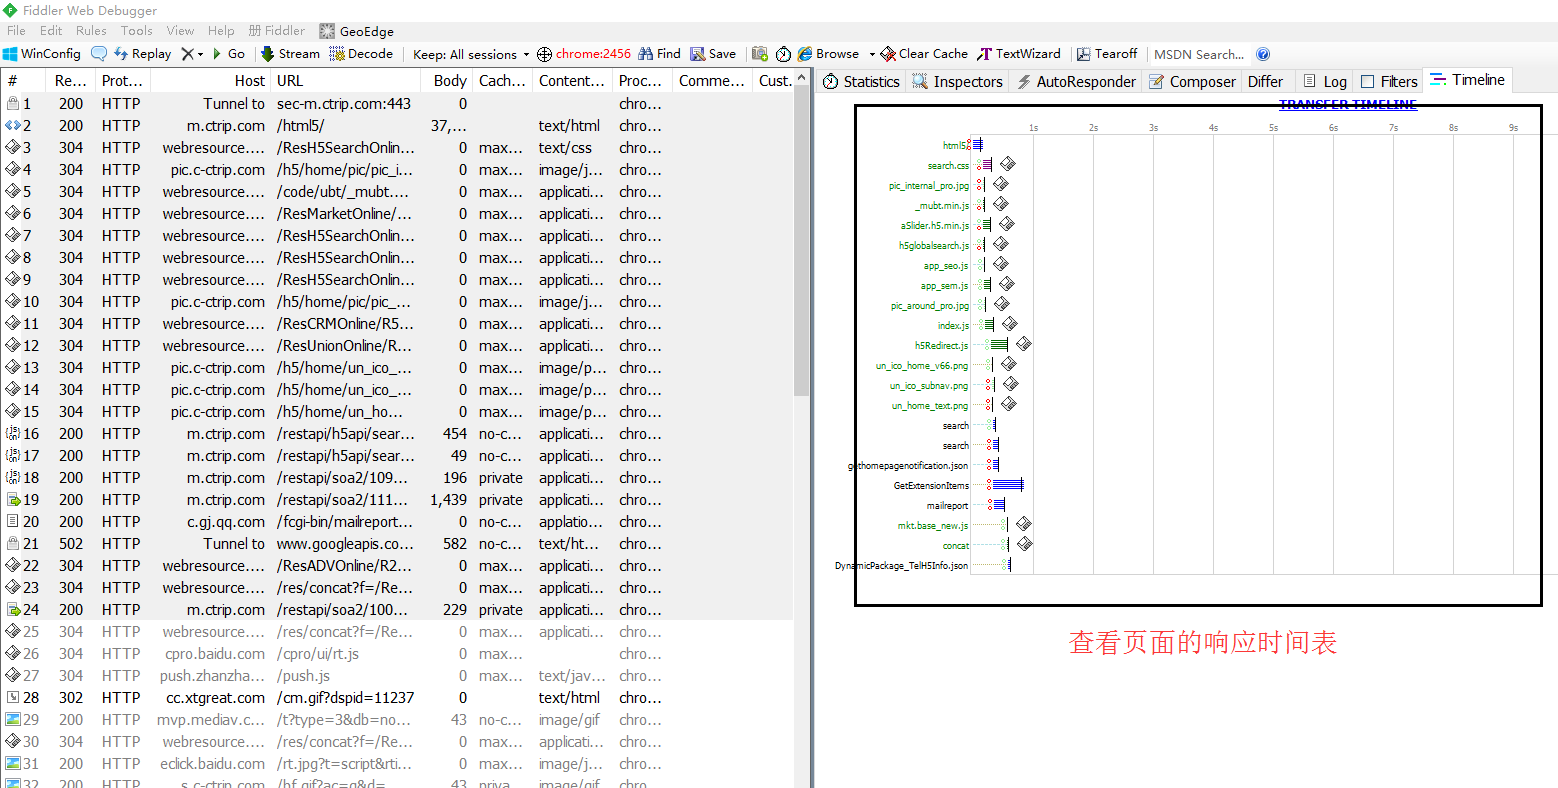 Fiddler Web Debugger
File Edit Rules Tools View Help 册 Fiddler GeoEdge
WinConfig Replay Go Stream Decode Keep: All sessions chrome:2456 Find Save Browse Clear Cache TextWizard Tearoff MSDN Search...
# Re... Prot... Host URL Body Cach... Content... Proc... Comme... Cust.
1 200 HTTP Tunnel to sec-m.ctrip.com:443 0 chro...
2 200 HTTP m.ctrip.com /html5/ 37,... text/html chro...
3 304 HTTP webresource.... /ResH5SearchOnlin... 0 max... text/css chro...
4 304 HTTP pic.c-ctrip.com /h5/home/pic/pic_i... 0 max... image/j... chro...
5 304 HTTP webresource.... /code/ubt/_mubt.... 0 max... applicati... chro...
6 304 HTTP webresource.... /ResMarketOnline/... 0 max... applicati... chro...
7 304 HTTP webresource.... /ResH5SearchOnlin... 0 max... applicati... chro...
8 304 HTTP webresource.... /ResH5SearchOnlin... 0 max... applicati... chro...
9 304 HTTP webresource.... /ResH5SearchOnlin... 0 max... applicati... chro...
10 304 HTTP pic.c-ctrip.com /h5/home/pic/pic_... 0 max... image/j... chro...
11 304 HTTP webresource.... /ResCRMOnline/R5... 0 max... applicati... chro...
12 304 HTTP webresource.... /ResUnionOnline/R... 0 max... applicati... chro...
13 304 HTTP pic.c-ctrip.com /h5/home/un_ico_... 0 max... image/p... chro...
14 304 HTTP pic.c-ctrip.com /h5/home/un_ico_... 0 max... image/p... chro...
15 304 HTTP pic.c-ctrip.com /h5/home/un_ho... 0 max... image/p... chro...
16 200 HTTP m.ctrip.com /restapi/h5api/sear... 454 no-c... applicati... chro...
17 200 HTTP m.ctrip.com /restapi/h5api/sear... 49 no-c... applicati... chro...
18 200 HTTP m.ctrip.com /restapi/soa2/109... 196 private applicati... chro...
19 200 HTTP m.ctrip.com /restapi/soa2/111... 1,439 private applicati... chro...
20 200 HTTP c.gj.qq.com /fcgi-bin/mailreport... 0 no-c... applatio... chro...
21 502 HTTP Tunnel to www.googleapis.co... 582 no-c... text/ht... chro...
22 304 HTTP webresource.... /ResADVOnline/R2... 0 max... applicati... chro...
23 304 HTTP webresource.... /res/concat?f=/Re... 0 max... applicati... chro...
24 200 HTTP m.ctrip.com /restapi/soa2/100... 229 private applicati... chro...
25 304 HTTP webresource.... /res/concat?f=/Re... 0 max... applicati... chro...
26 304 HTTP cpro.baidu.com /cpro/ui/rt.js 0 max... chro...
27 304 HTTP push.zhanzha... /push.js 0 text/jav... chro...
28 302 HTTP cc.xtgreat.com /cm.gif?dspid=11237 0 text/html chro...
29 200 HTTP mvp.mediav.c... /t?type=3&db=no... 43 no-c... image/gif chro...
30 304 HTTP webresource.... /res/concat?f=/Re... 0 max... applicati... chro...
31 200 HTTP eclick.baidu.com /rt.jpg?t=script&rti... 0 max... image/j... chro...
32 200 HTTP s.c-ctrip.com /bf.gif?ac=g&d=... 43 priva... image/gif chro...
Statistics Inspectors AutoResponder Composer Differ Log Filters Timeline
TRANSFER TIMELINE
1s 2s 3s 4s 5s 6s 7s 8s 9s
html5
search.css
pic_internal_pro.jpg
_mubt.min.js
aSlider.h5.min.js
h5globalsearch.js
app_seo.js
app_sem.js
pic_around_pro.jpg
index.js
h5Redirect.js
un_ico_home_v66.png
un_ico_subnav.png
un_home_text.png
search
search
gethomepagenotification.json
GetExtensionItems
mailreport
mkt.base_new.js
concat
DynamicPackage_TelH5Info.json
查看页面的响应时间表